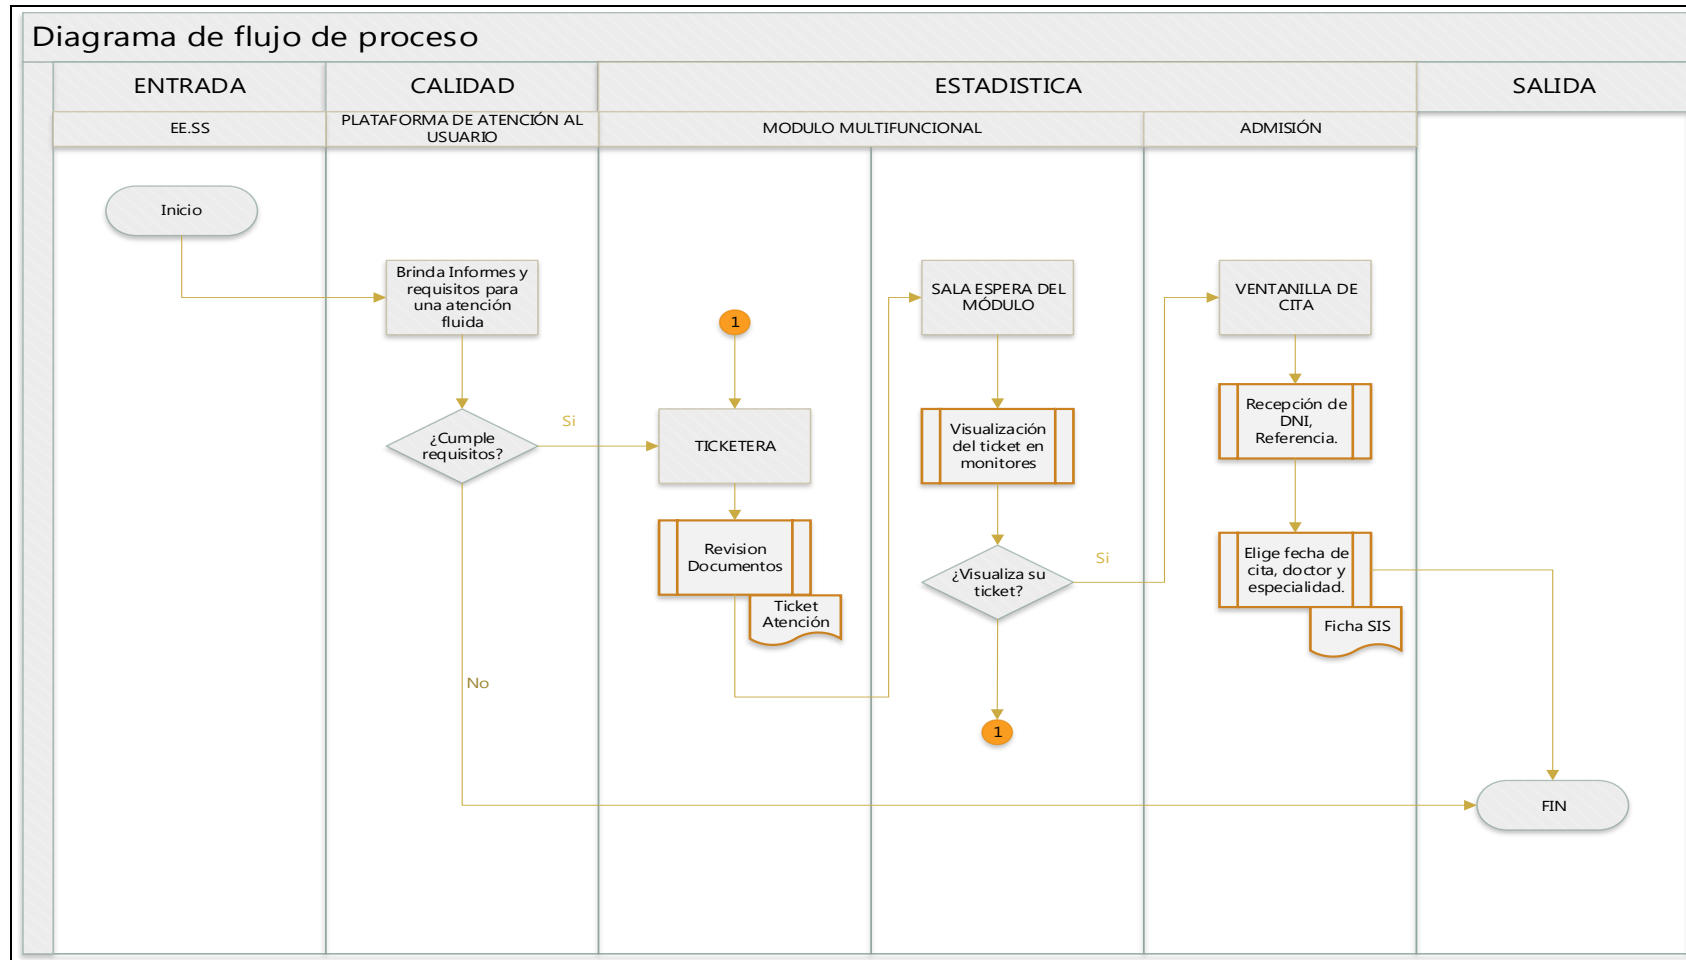 Diagrama de flujo de proceso
ENTRADA
CALIDAD
ESTADISTICA
SALIDA
EE.SS
PLATAFORMA DE ATENCIÓN AL
USUARIO
MODULO MULTIFUNCIONAL
ADMISIÓN
Inicio
Brinda Informes y
requisitos para
una atención
fluida
¿Cumple
requisitos?
Si
No
1
TICKETERA
Revision
Documentos
Ticket
Atención
SALA ESPERA DEL
MÓDULO
Visualización
del ticket en
monitores
¿Visualiza su
ticket?
Si
1
VENTANILLA DE
CITA
Recepción de
DNI,
Referencia.
Elige fecha de
cita, doctor y
especialidad.
Ficha SIS
FIN